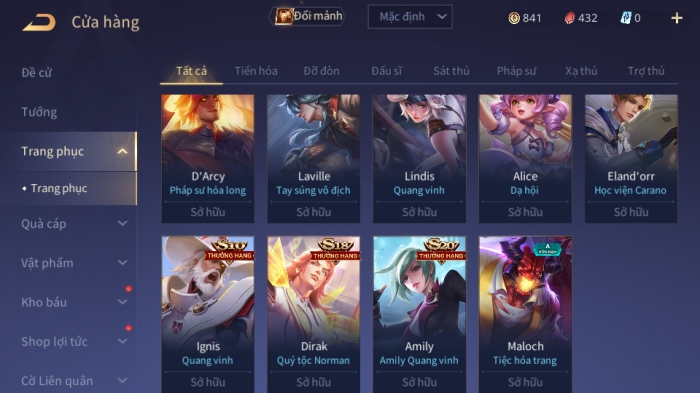 Cửa hàng
Đổi mảnh
Mặc định
841
432
0
Đề cử
Tướng
Trang phục
Trang phục
Quà cáp
Vật phẩm
Kho báu
Shop lợi tức
Cờ Liên quân
Tất cả Tiến hóa Đỡ đòn Đấu sĩ Sát thủ Pháp sư Xạ thủ Trợ thủ
D'Arcy
Pháp sư hỏa long
Sở hữu
Laville
Tay súng vô địch
Sở hữu
Lindis
Quang vinh
Sở hữu
Alice
Dạ hội
Sở hữu
Eland'orr
Học viện Carano
Sở hữu
S10
THƯỞNG HẠNG
Ignis
Quang vinh
Sở hữu
S18
THƯỞNG HẠNG
Dirak
Quý tộc Norman
Sở hữu
S20
THƯỞNG HẠNG
Amily
Amily Quang vinh
Sở hữu
A
HỮU HẠN
Maloch
Tiệc hóa trang
Sở hữu